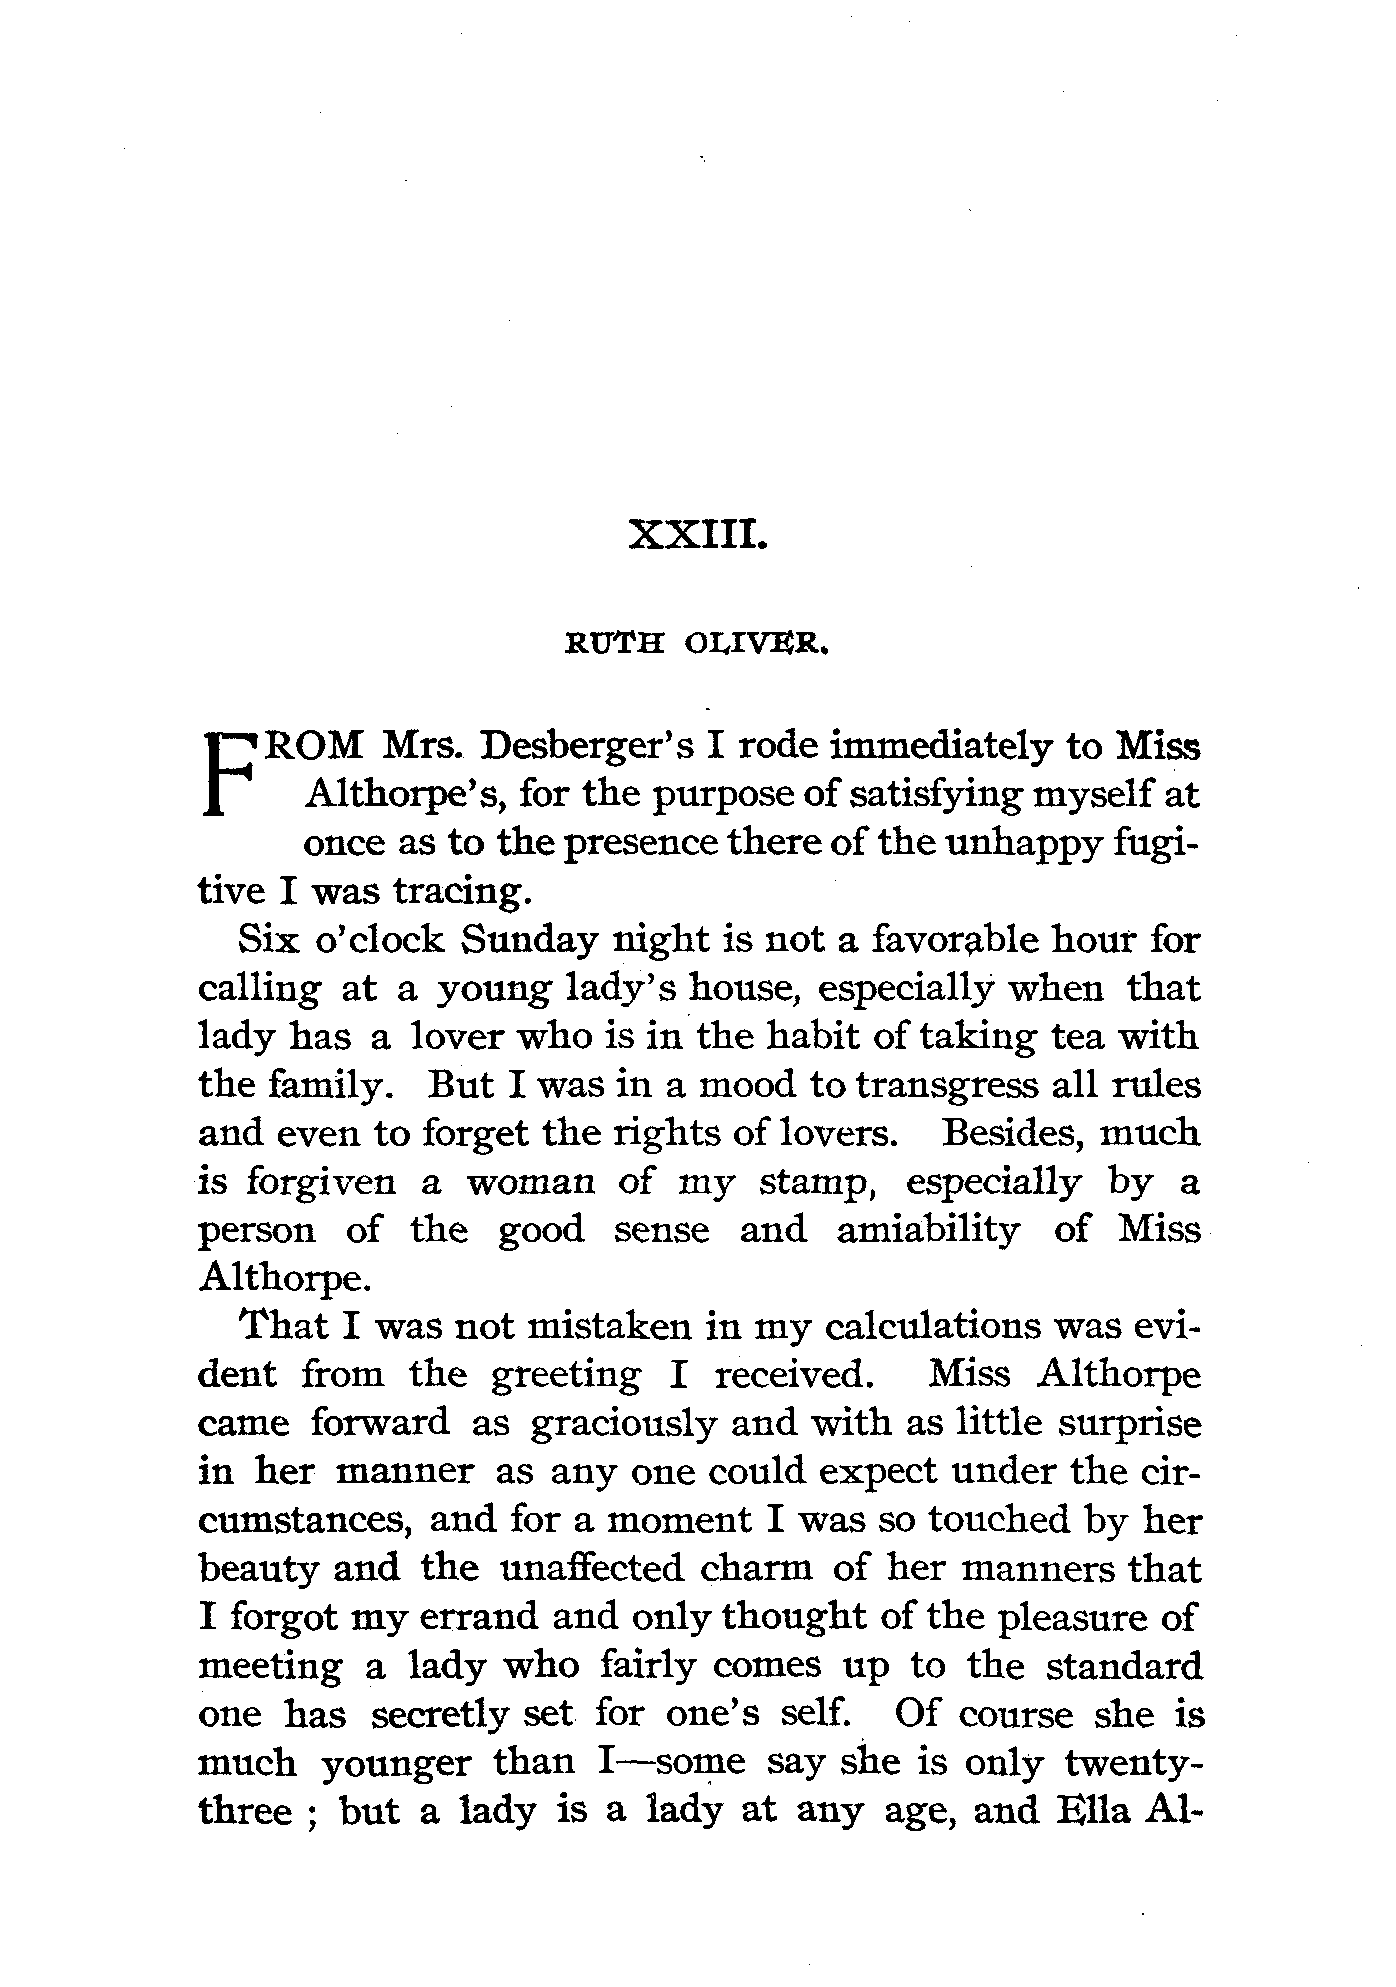 XXIII.
RUTH OLIVER.
FROM Mrs. Desberger's I rode immediately to Miss
Althorpe's, for the purpose of satisfying myself at
once as to the presence there of the unhappy fugi-
tive I was tracing.
Six o'clock Sunday night is not a favorable hour for
calling at a young lady's house, especially when that
lady has a lover who is in the habit of taking tea with
the family. But I was in a mood to transgress all rules
and even to forget the rights of lovers. Besides, much
is forgiven a woman of my stamp, especially by a
person of the good sense and amiability of Miss
Althorpe.
That I was not mistaken in my calculations was evi-
dent from the greeting I received. Miss Althorpe
came forward as graciously and with as little surprise
in her manner as any one could expect under the cir-
cumstances, and for a moment I was so touched by her
beauty and the unaffected charm of her manners that
I forgot my errand and only thought of the pleasure of
meeting a lady who fairly comes up to the standard
one has secretly set for one's self. Of course she is
much younger than I—some say she is only twenty-
three ; but a lady is a lady at any age, and Ella Al-